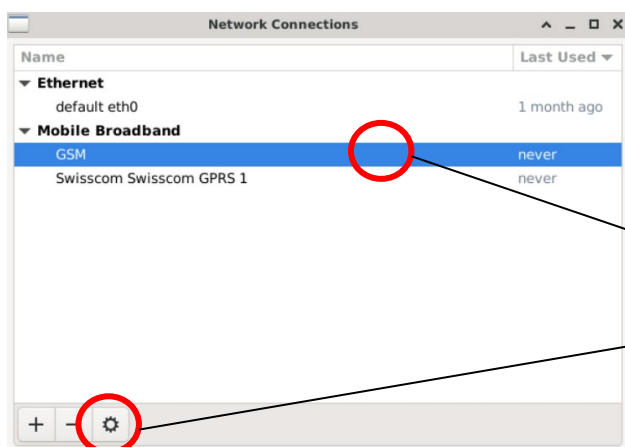 Network Connections
Name Last Used
Ethernet
default eth0 1 month ago
Mobile Broadband
GSM never
Swisscom Swisscom GPRS 1 never